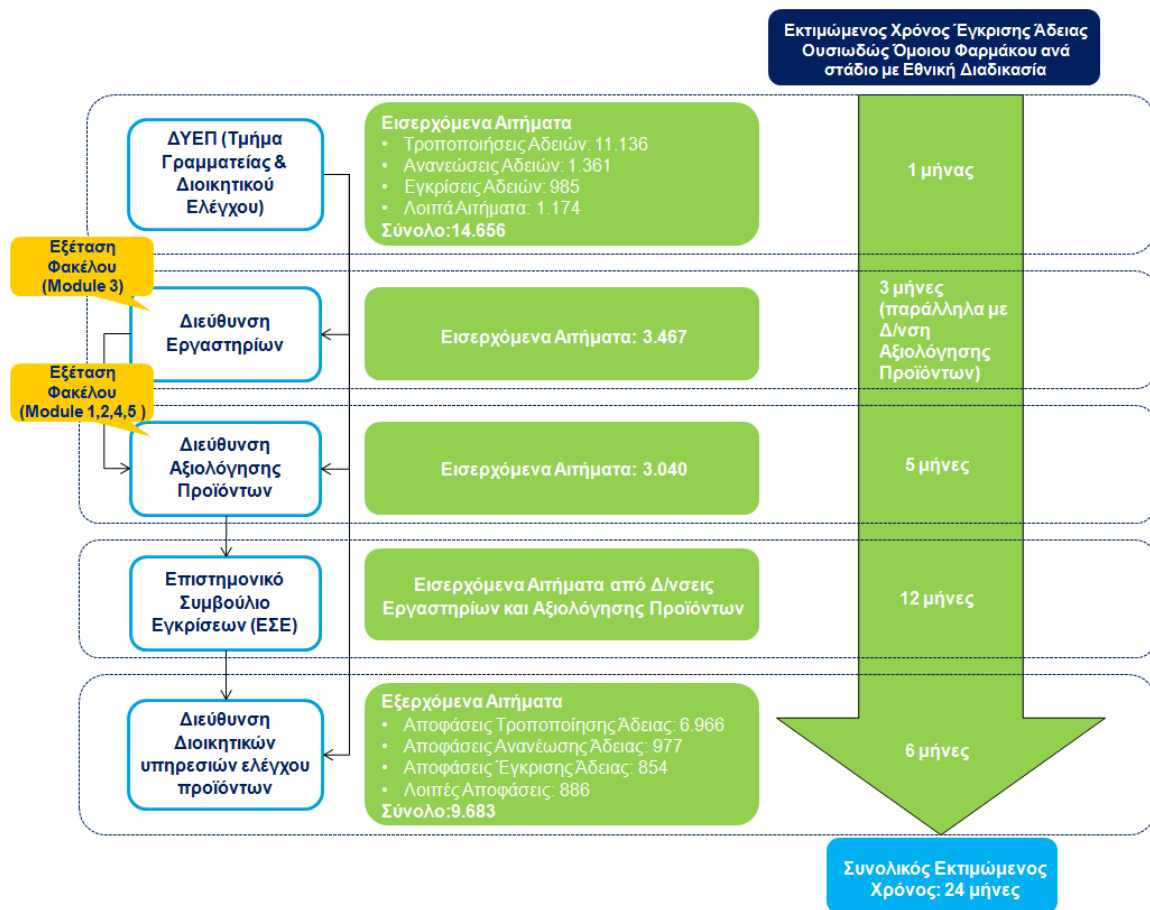 Εκτιμώμενος Χρόνος Έγκρισης Άδειας
Ουσιωδώς Όμοιου Φαρμάκου ανά
στάδιο με Εθνική Διαδικασία
ΔΥΕΠ (Τμήμα
Γραμματείας &
Διοικητικού
Ελέγχου)
Εισερχόμενα Αιτήματα
• Τροποποιήσεις Αδειών: 11.136
• Ανανεώσεις Αδειών: 1.361
• Εγκρίσεις Αδειών: 985
• Λοιπά Αιτήματα: 1.174
Σύνολο:14.656
1 μήνας
Εξέταση
Φακέλου
(Module 3)
Διεύθυνση
Εργαστηρίων
Εισερχόμενα Αιτήματα: 3.467
3 μήνες
(παράλληλα με
Δ/νση
Αξιολόγησης
Προϊόντων)
Εξέταση
Φακέλου
(Module 1,2,4,5 )
Διεύθυνση
Αξιολόγησης
Προϊόντων
Εισερχόμενα Αιτήματα: 3.040
5 μήνες
Επιστημονικό
Συμβούλιο
Εγκρίσεων (ΕΣΕ)
Εισερχόμενα Αιτήματα από Δ/νσεις
Εργαστηρίων και Αξιολόγησης Προϊόντων
12 μήνες
Διεύθυνση
Διοικητικών
υπηρεσιών ελέγχου
προϊόντων
Εξερχόμενα Αιτήματα
• Αποφάσεις Τροποποίησης Άδειας: 6.966
• Αποφάσεις Ανανέωσης Άδειας: 977
• Αποφάσεις Έγκρισης Άδειας: 854
• Λοιπές Αποφάσεις: 886
Σύνολο:9.683
6 μήνες
Συνολικός Εκτιμώμενος
Χρόνος: 24 μήνες